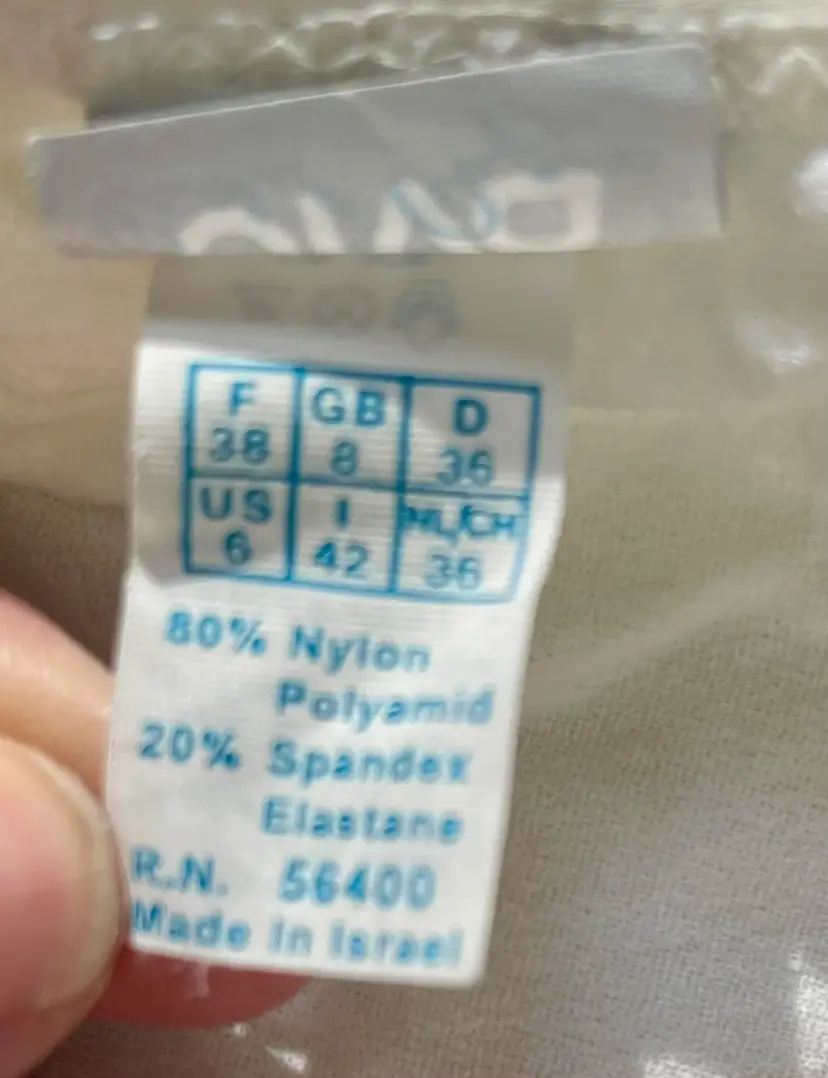 F GB D
38 8 36
US I NL/CH
6 42 36
80% Nylon
Polyamid
20% Spandex
Elastane
R.N. 56400
Made in Israel